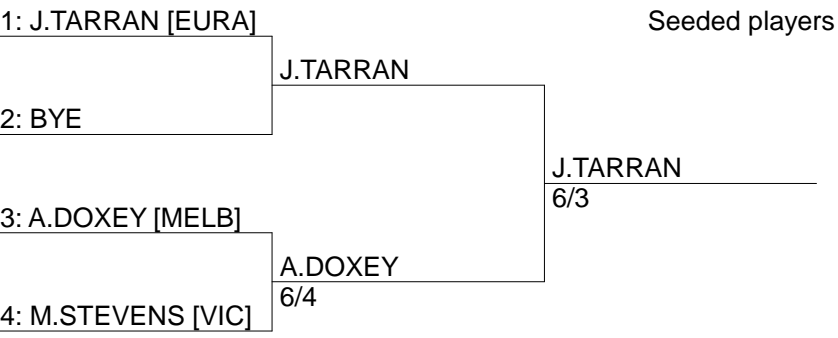 1: J.TARRAN [EURA]
Seeded players
J.TARRAN
2: BYE
J.TARRAN
6/3
3: A.DOXEY [MELB]
A.DOXEY
6/4
4: M.STEVENS [VIC]